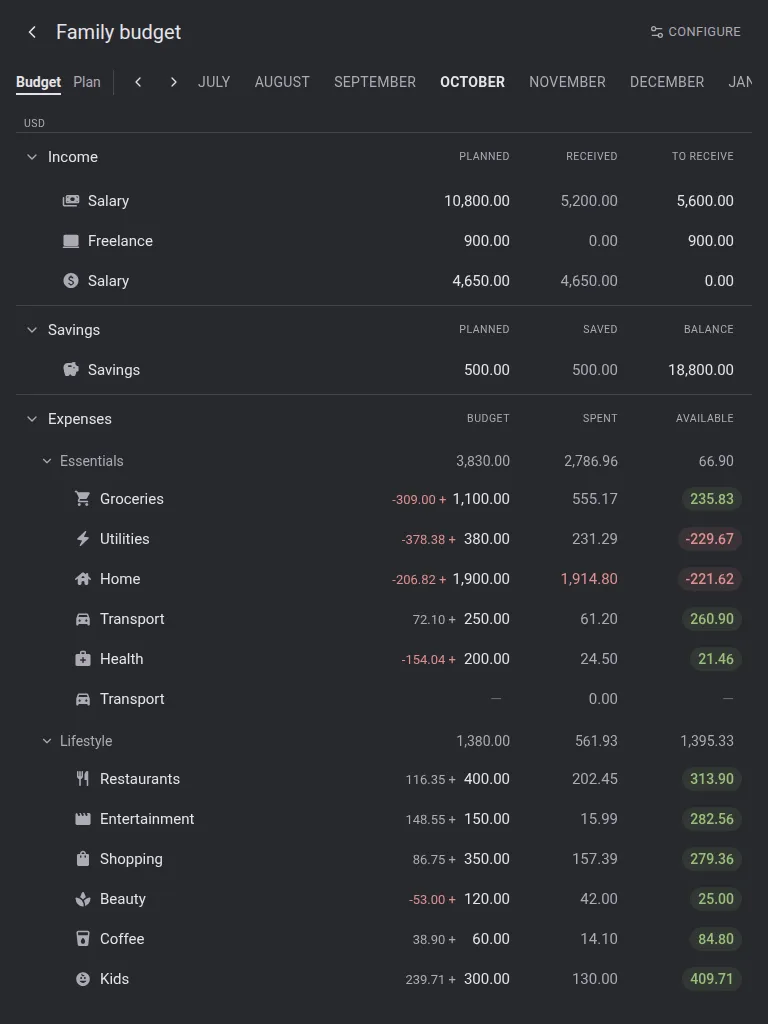 Family budget CONFIGURE
Budget Plan JULY AUGUST SEPTEMBER OCTOBER NOVEMBER DECEMBER JAN
USD
Income PLANNED RECEIVED TO RECEIVE
Salary 10,800.00 5,200.00 5,600.00
Freelance 900.00 0.00 900.00
Salary 4,650.00 4,650.00 0.00
Savings PLANNED SAVED BALANCE
Savings 500.00 500.00 18,800.00
Expenses BUDGET SPENT AVAILABLE
Essentials 3,830.00 2,786.96 66.90
Groceries -309.00 + 1,100.00 555.17 235.83
Utilities -378.38 + 380.00 231.29 -229.67
Home -206.82 + 1,900.00 1,914.80 -221.62
Transport 72.10 + 250.00 61.20 260.90
Health -154.04 + 200.00 24.50 21.46
Transport — 0.00 —
Lifestyle 1,380.00 561.93 1,395.33
Restaurants 116.35 + 400.00 202.45 313.90
Entertainment 148.55 + 150.00 15.99 282.56
Shopping 86.75 + 350.00 157.39 279.36
Beauty -53.00 + 120.00 42.00 25.00
Coffee 38.90 + 60.00 14.10 84.80
Kids 239.71 + 300.00 130.00 409.71